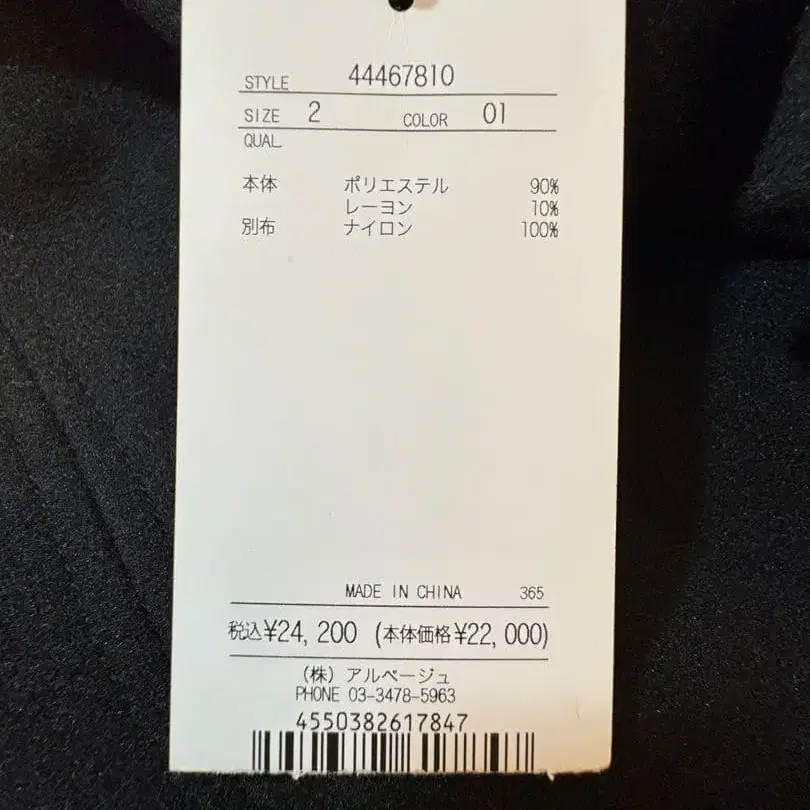 STYLE 44467810
SIZE 2 COLOR 01
QUAL
本体 ポリエステル 90%
レーヨン 10%
別布 ナイロン 100%
MADE IN CHINA 365
税込¥24,200 (本体価格¥22,000)
(株) アルページュ
PHONE 03-3478-5963
4550382617847